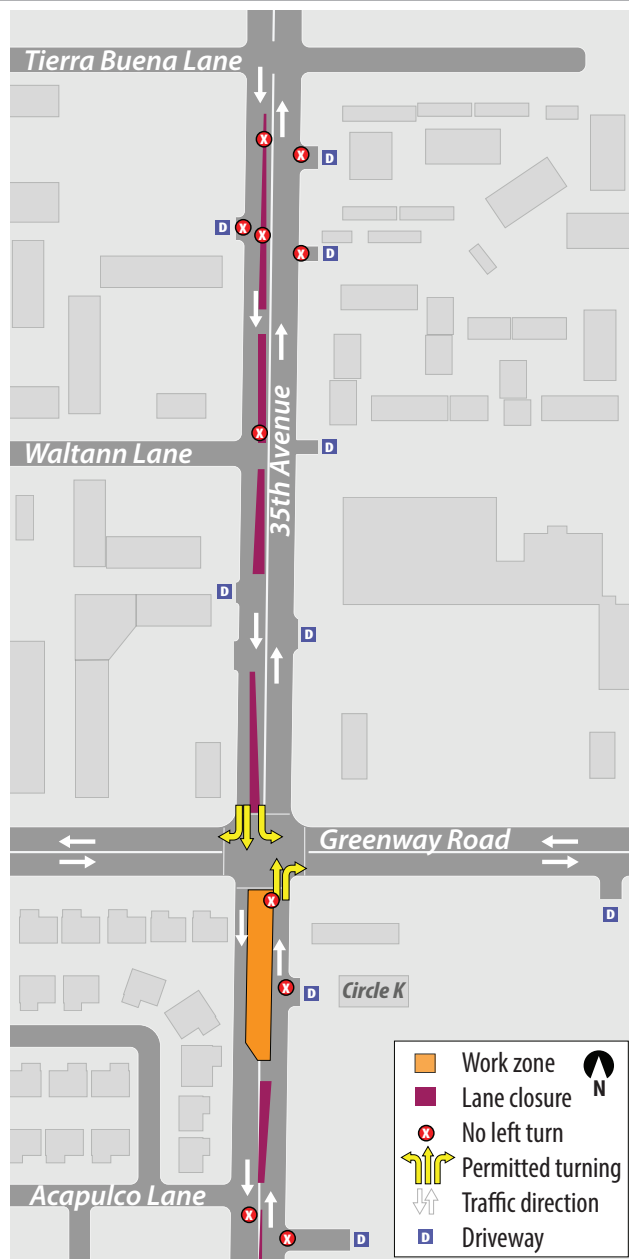 Tierra Buena Lane
X
X
D
D
X
X
X
D
35th Avenue
X
Waltann Lane
D
D
D
Greenway Road
X
D
X
D
Circle K
Work zone
N
Lane closure
X
No left turn
Permitted turning
Traffic direction
D
Driveway
Acapulco Lane
X
X
D